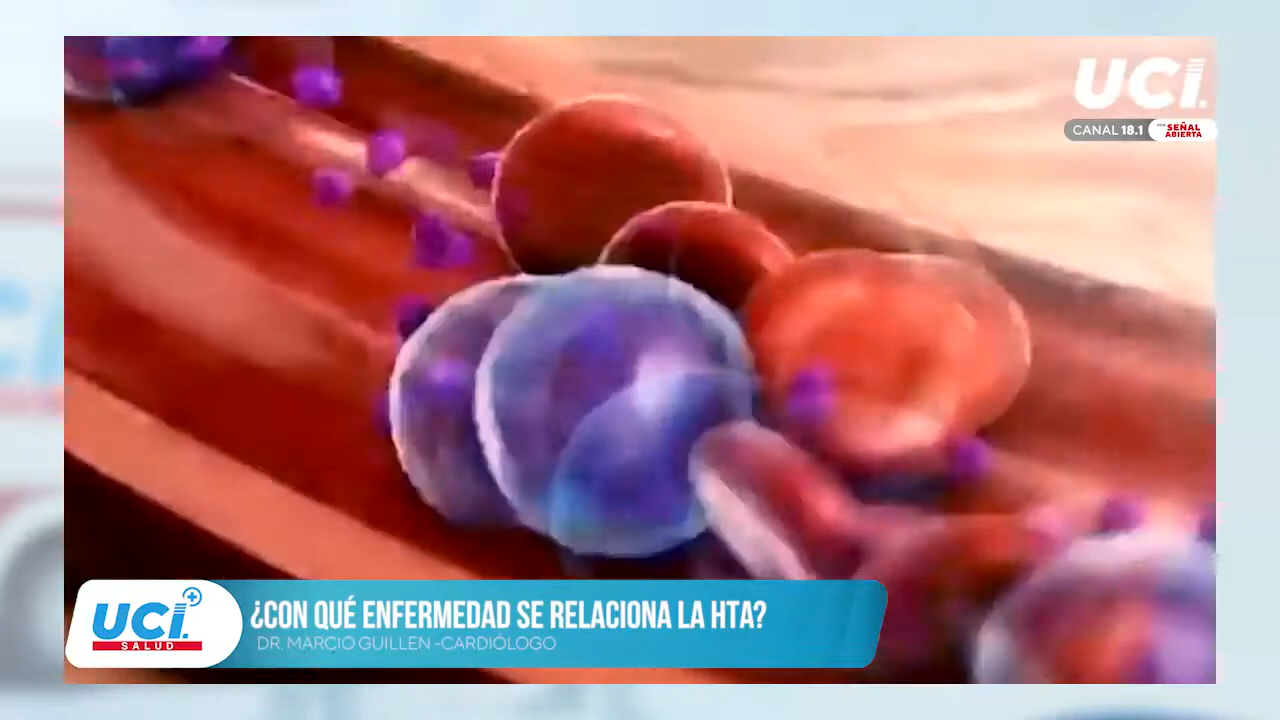 UCI.
CANAL 18.1 SEÑAL ABIERTA
¿CON QUÉ ENFERMEDAD SE RELACIONA LA HTA?
DR. MARCIO GUILLEN -CARDIÓLOGO
UCI.
SALUD